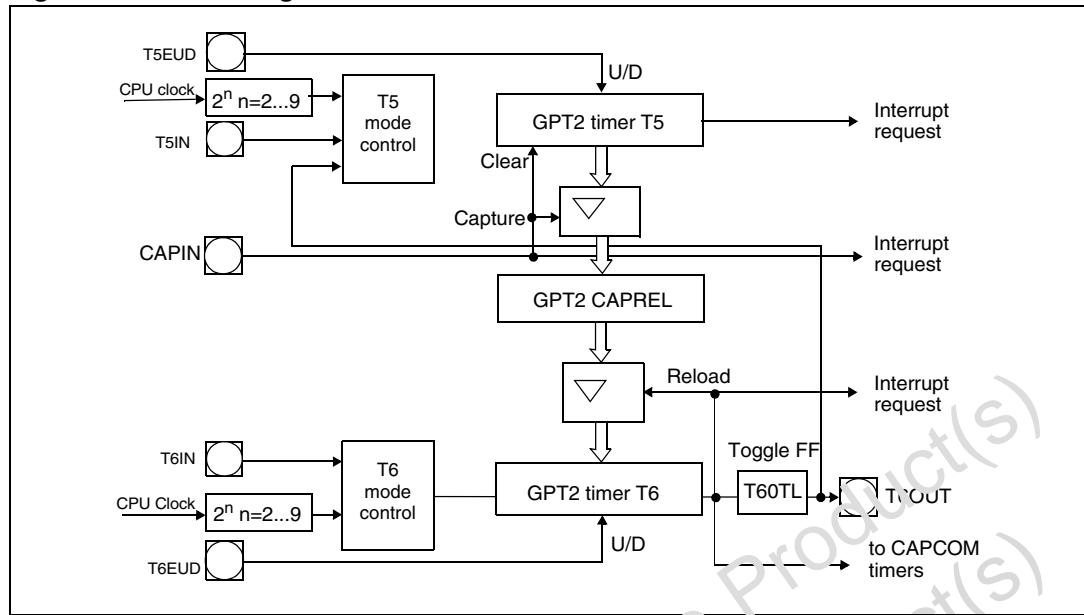 T5EUD
U/D
CPU clock
2n n=2...9
T5
mode
control
GPT2 timer T5
Interrupt
request
T5IN
Clear
Capture
CAPIN
Interrupt
request
GPT2 CAPREL
Reload
Interrupt
request
T6IN
T6
mode
control
GPT2 timer T6
Toggle FF
T60TL
CPU Clock
2n n=2...9
U/D
T6EUD
to CAPCOM
timers
Product(s)